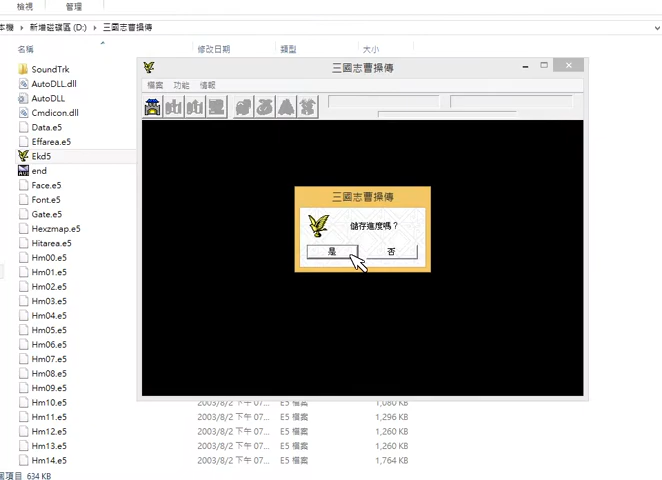 檢視 管理
本機 › 新增磁碟區 (D:) › 三國志曹操傳
名稱 修改日期 類型 大小
SoundTrk
AutoDLL.dll
AutoDLL
Cmdicon.dll
Data.e5
Effarea.e5
Ekd5
end
Face.e5
Font.e5
Gate.e5
Hexzmap.e5
Hitarea.e5
Hm00.e5
Hm01.e5
Hm02.e5
Hm03.e5
Hm04.e5
Hm05.e5
Hm06.e5
Hm07.e5
Hm08.e5
Hm09.e5
Hm10.e5 2003/8/2 下午 07... E5 檔案 1,080 KB
Hm11.e5 2003/8/2 下午 07... E5 檔案 1,296 KB
Hm12.e5 2003/8/2 下午 07... E5 檔案 1,260 KB
Hm13.e5 2003/8/2 下午 07... E5 檔案 1,260 KB
Hm14.e5 2003/8/2 下午 07... E5 檔案 1,764 KB
項目 634 KB
三國志曹操傳
檔案 功能 情報
三國志曹操傳
儲存進度嗎？
是 否